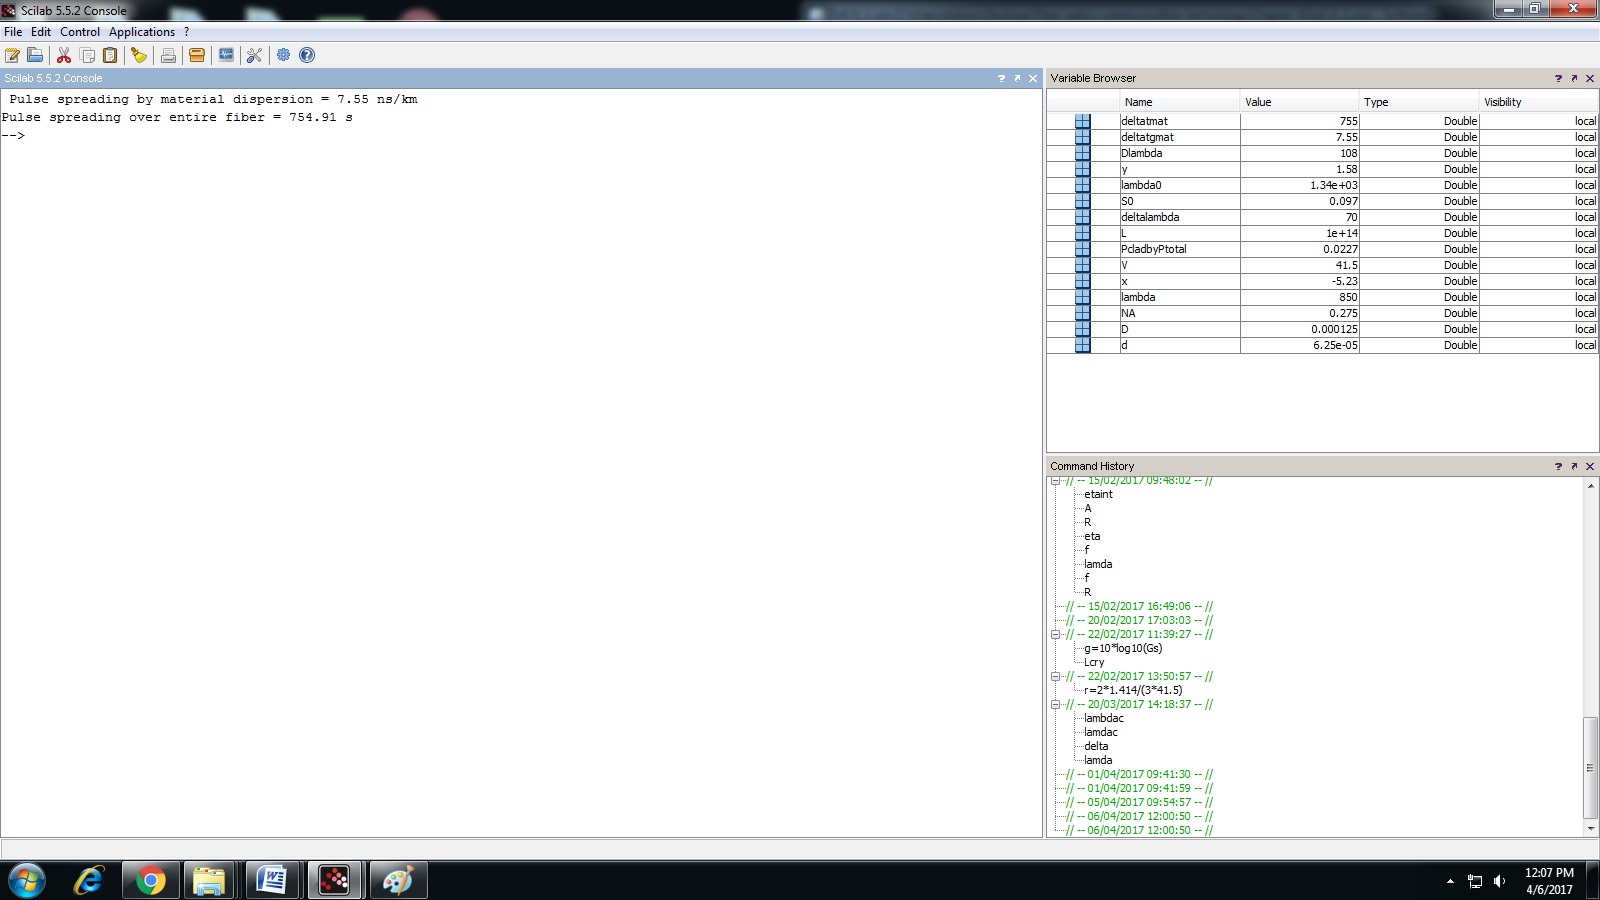 Scilab 5.5.2 Console
File Edit Control Applications ?
Scilab 5.5.2 Console
Pulse spreading by material dispersion = 7.55 ns/km
Pulse spreading over entire fiber = 754.91 s
-->
Variable Browser
Name Value Type Visibility
deltatmat 755 Double local
deltatgmat 7.55 Double local
Dlambda 108 Double local
y 1.58 Double local
lambda0 1.34e+03 Double local
S0 0.097 Double local
deltalambda 70 Double local
L 1e+14 Double local
PcladbyPtotal 0.0227 Double local
V 41.5 Double local
x -5.23 Double local
lambda 850 Double local
NA 0.275 Double local
D 0.000125 Double local
d 6.25e-05 Double local
Command History
// -- 15/02/2017 09:48:02 -- //
etaint
A
R
eta
f
lamda
f
R
// -- 15/02/2017 16:49:06 -- //
// -- 20/02/2017 17:03:03 -- //
// -- 22/02/2017 11:39:27 -- //
g=10*log10(Gs)
Lcry
// -- 22/02/2017 13:50:57 -- //
r=2*1.414/(3*41.5)
// -- 20/03/2017 14:18:37 -- //
lambdac
lamdac
delta
lamda
// -- 01/04/2017 09:41:30 -- //
// -- 01/04/2017 09:41:59 -- //
// -- 05/04/2017 09:54:57 -- //
// -- 06/04/2017 12:00:50 -- //
// -- 06/04/2017 12:00:50 -- //
12:07 PM
4/6/2017